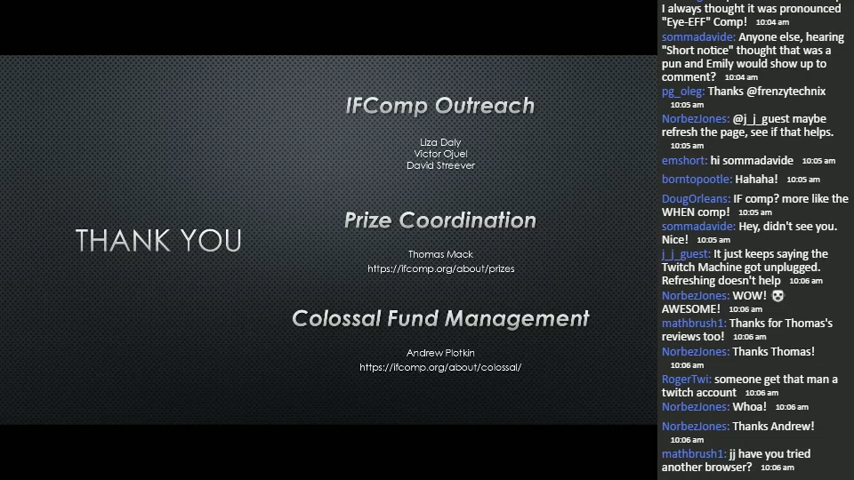 THANK YOU
IFComp Outreach
Liza Daly
Victor Ojuel
David Streever
Prize Coordination
Thomas Mack
https://ifcomp.org/about/prizes
Colossal Fund Management
Andrew Plotkin
https://ifcomp.org/about/colossal/
I always thought it was pronounced
"Eye-EFF" Comp! 10:04 am
sommadavide: Anyone else, hearing
"Short notice" thought that was a
pun and Emily would show up to
comment? 10:04 am
pg_oleg: Thanks @frenzytechnix
10:05 am
NorbezJones: @j_j_guest maybe
refresh the page, see if that helps.
10:05 am
emshort: hi sommadavide 10:05 am
borntopootle: Hahaha! 10:05 am
DougOrleans: IF comp? more like the
WHEN comp! 10:05 am
sommadavide: Hey, didn't see you.
Nice! 10:05 am
j_j_guest: It just keeps saying the
Twitch Machine got unplugged.
Refreshing doesn't help 10:06 am
NorbezJones: WOW!
AWESOME! 10:06 am
mathbrush1: Thanks for Thomas's
reviews too! 10:06 am
NorbezJones: Thanks Thomas!
10:06 am
RogerTwi: someone get that man a
twitch account 10:06 am
NorbezJones: Whoa! 10:06 am
NorbezJones: Thanks Andrew!
10:06 am
mathbrush1: jj have you tried
another browser? 10:06 am